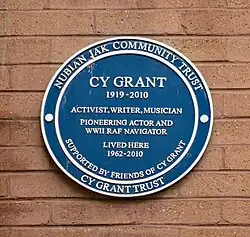 NUBIAN JAK COMMUNITY TRUST
CY GRANT
1919-2010
ACTIVIST, WRITER, MUSICIAN
PIONEERING ACTOR AND
WWII RAF NAVIGATOR
LIVED HERE
1962-2010
SUPPORTED BY FRIENDS OF CY GRANT
CY GRANT TRUST